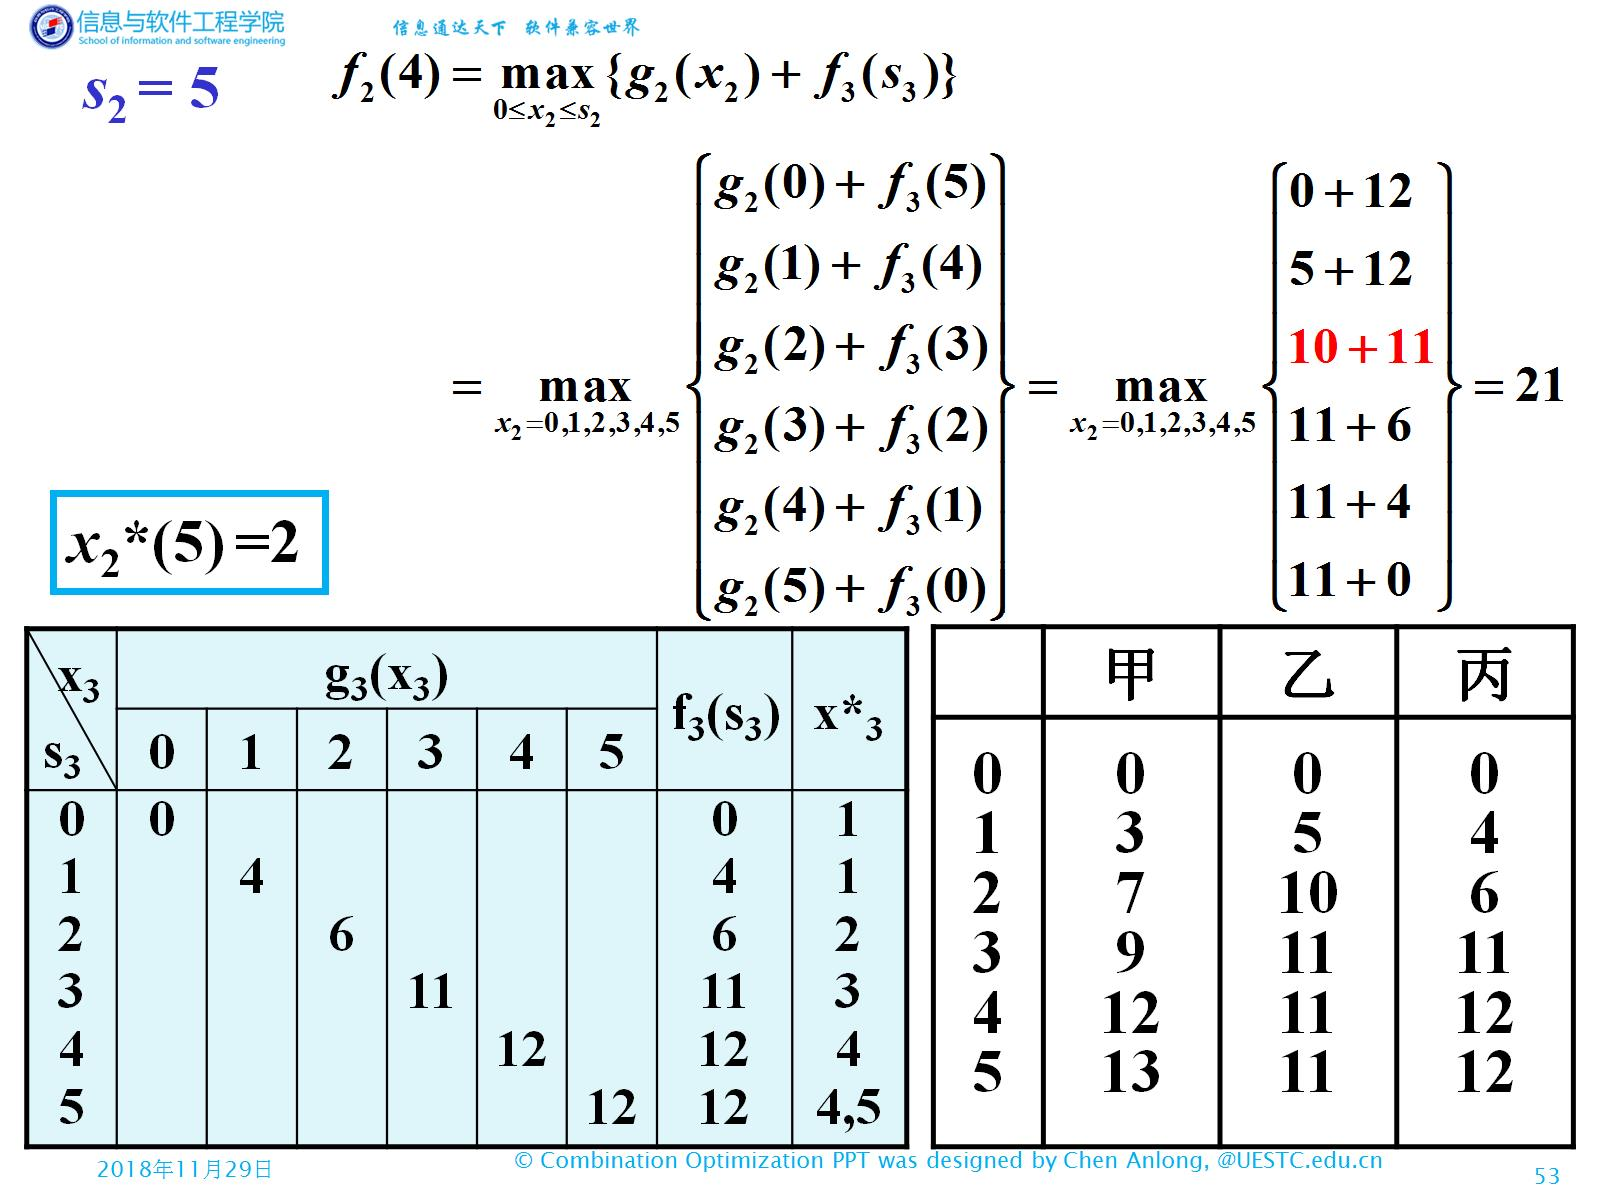 信息与软件工程学院
School of information and software engineering
信息通达天下 软件兼容世界
s2 = 5
f2(4) = max{g2(x2) + f3(s3)}
0≤x2≤s2
= max { g2(0) + f3(5)
g2(1) + f3(4)
g2(2) + f3(3)
g2(3) + f3(2)
g2(4) + f3(1)
g2(5) + f3(0) }
x2=0,1,2,3,4,5
= max { 0 + 12
5 + 12
10 + 11
11 + 6
11 + 4
11 + 0 } = 21
x2=0,1,2,3,4,5
x2*(5) =2
x3 g3(x3) f3(s3) x*3
s3 0 1 2 3 4 5
0 0 0 1
1 4 4 1
2 6 6 2
3 11 11 3
4 12 12 4
5 12 12 4,5
甲 乙 丙
0 0 0 0
1 3 5 4
2 7 10 6
3 9 11 11
4 12 11 12
5 13 11 12
2018年11月29日
© Combination Optimization PPT was designed by Chen Anlong, @UESTC.edu.cn
53